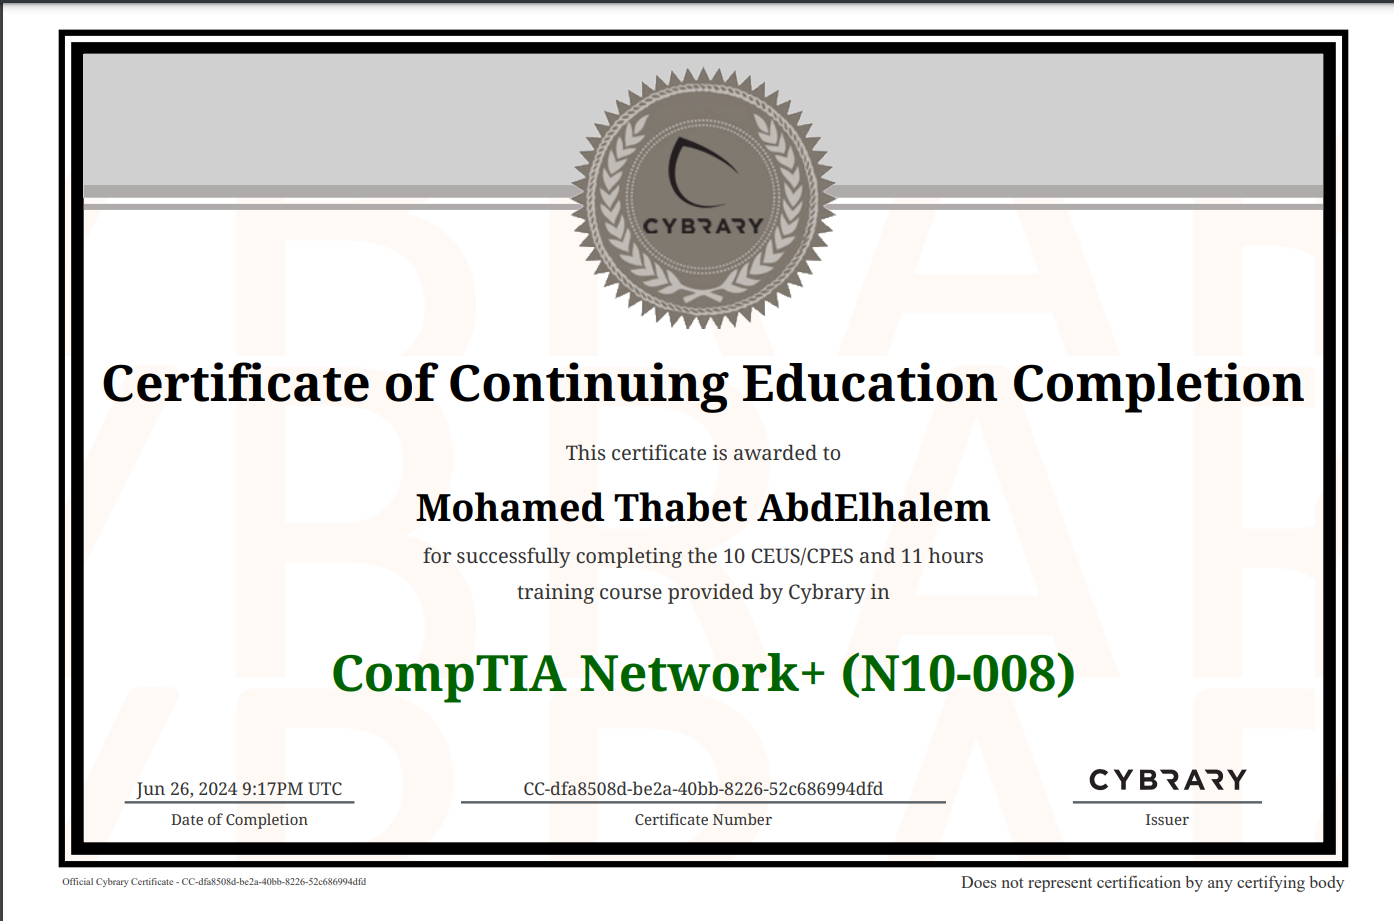 CYBRARY
Certificate of Continuing Education Completion
This certificate is awarded to
Mohamed Thabet AbdElhalem
for successfully completing the 10 CEUS/CPES and 11 hours
training course provided by Cybrary in
CompTIA Network+ (N10-008)
Jun 26, 2024 9:17PM UTC
Date of Completion
CC-dfa8508d-be2a-40bb-8226-52c686994dfd
Certificate Number
CYBRARY
Issuer
Official Cybrary Certificate - CC-dfa8508d-be2a-40bb-8226-52c686994dfd
Does not represent certification by any certifying body